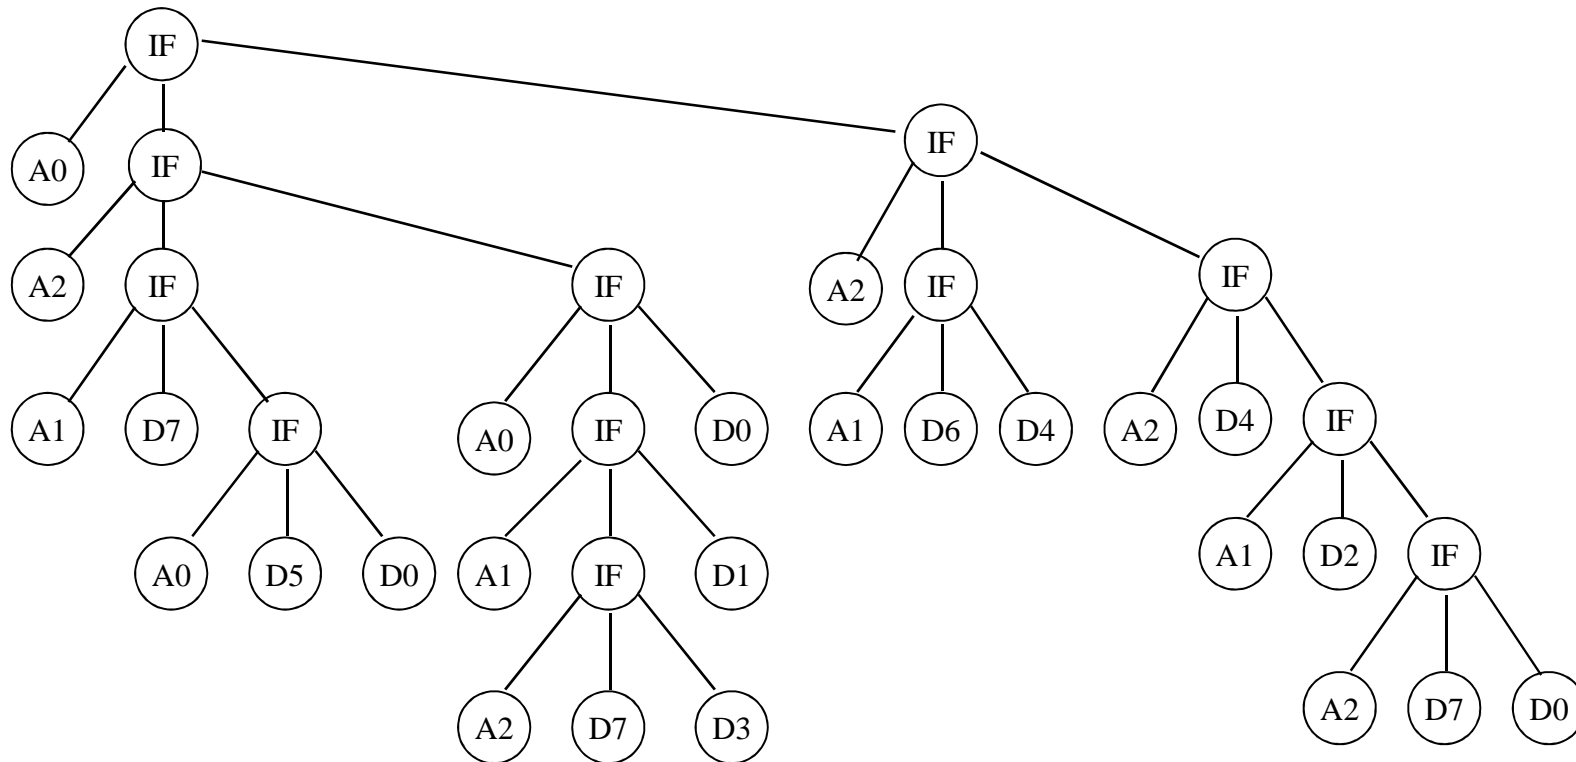 IF
A0 IF IF
A2 IF IF A2 IF IF
A1 D7 IF A0 IF D0 A1 D6 D4 A2 D4 IF
A0 D5 D0 A1 IF D1 A1 D2 IF
A2 D7 D3 A2 D7 D0